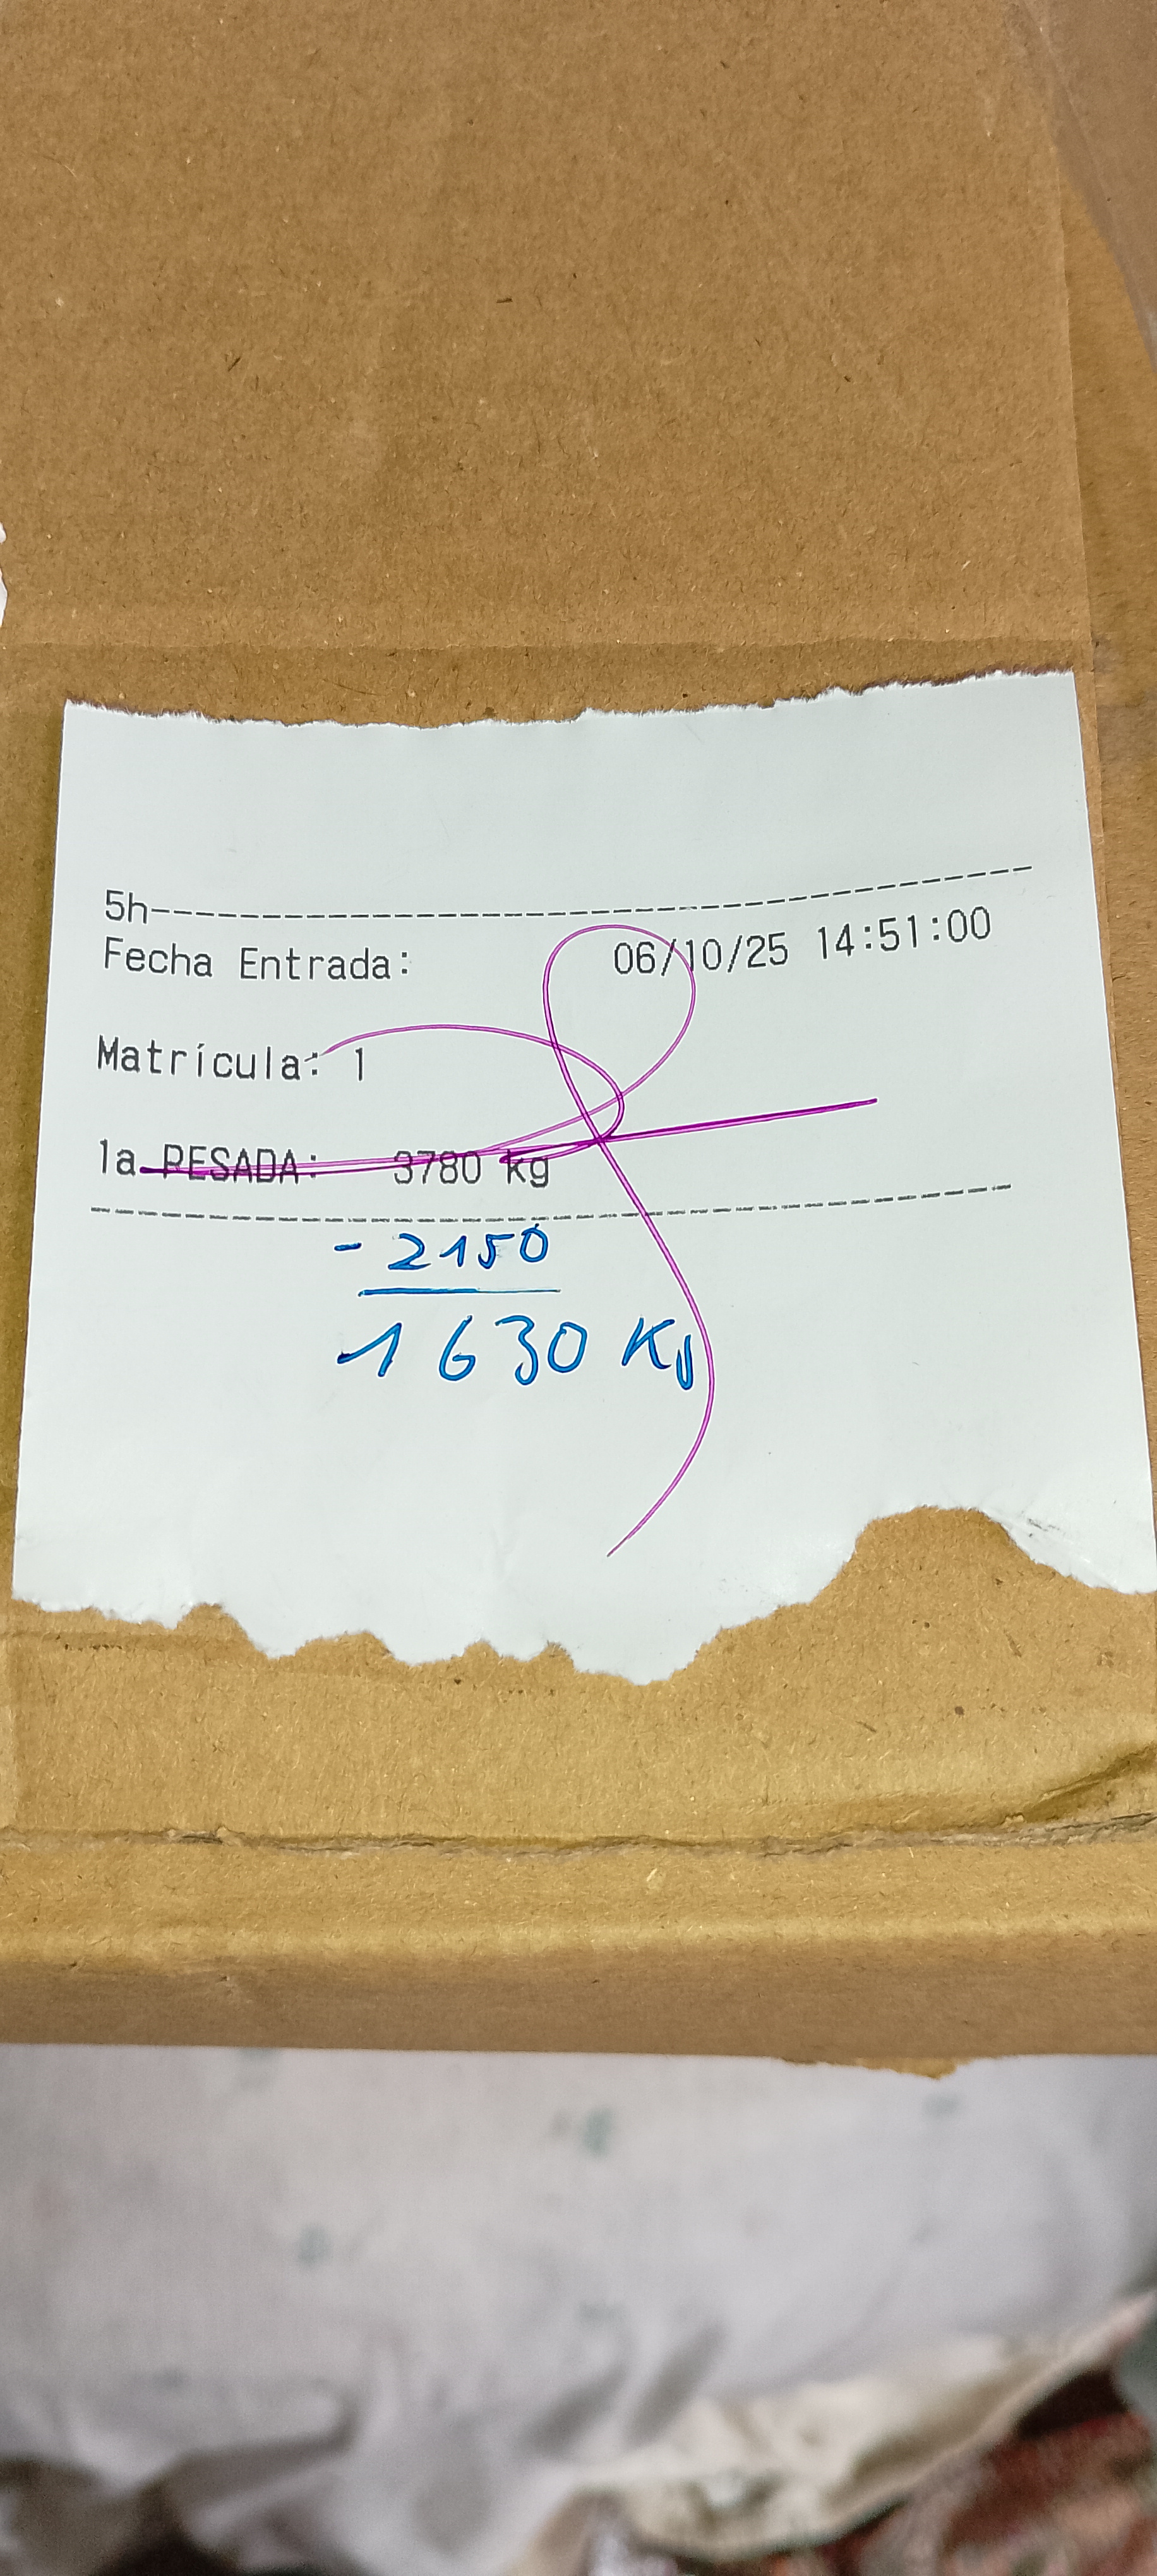 5h----------------------------------------
Fecha Entrada: 06/10/25 14:51:00
Matrícula: 1
1a PESADA: 3780 kg
- 2150
1630 Kg